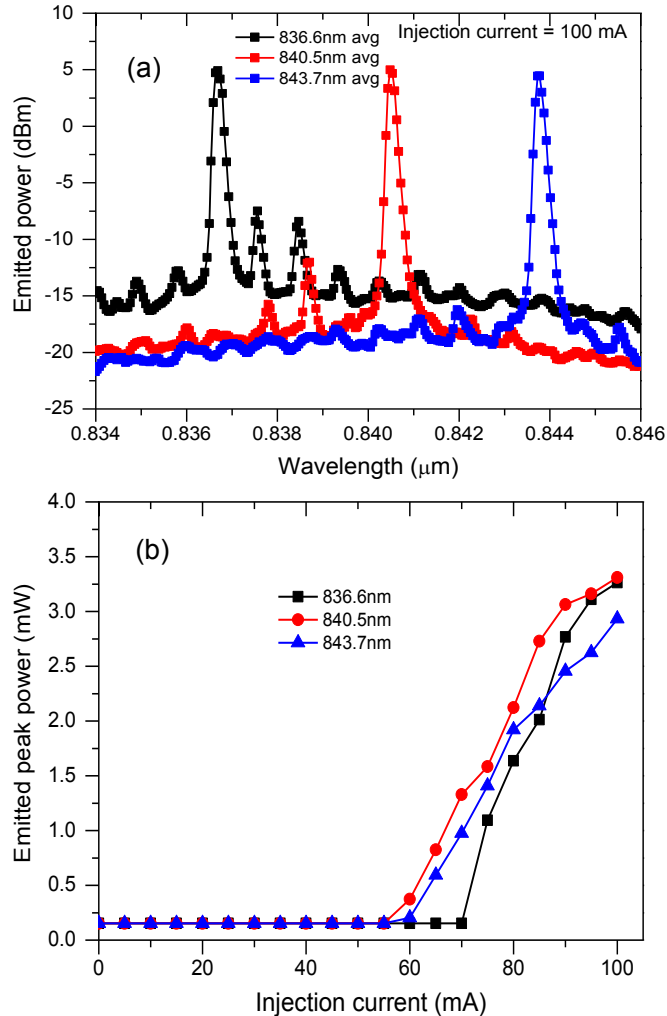 (a)
836.6nm avg
840.5nm avg
843.7nm avg
Injection current = 100 mA
10
5
0
-5
-10
-15
-20
-25
Emitted power (dBm)
0.834 0.836 0.838 0.840 0.842 0.844 0.846
Wavelength (μm)
(b)
836.6nm
840.5nm
843.7nm
4.0
3.5
3.0
2.5
2.0
1.5
1.0
0.5
0.0
Emitted peak power (mW)
0 20 40 60 80 100
Injection current (mA)